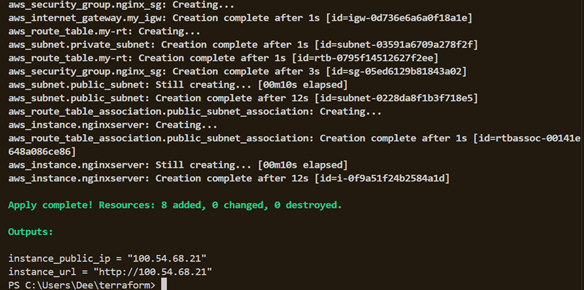 aws_security_group.nginx_sg: Creating...
aws_internet_gateway.my_igw: Creation complete after 1s [id=igw-0d736e6a6a0f18a1e]
aws_route_table.my-rt: Creating...
aws_subnet.private_subnet: Creation complete after 1s [id=subnet-03591a6709a278f2f]
aws_route_table.my-rt: Creation complete after 1s [id=rtb-0795f14512627f2ee]
aws_security_group.nginx_sg: Creation complete after 3s [id=sg-05ed6129b81843a02]
aws_subnet.public_subnet: Still creating... [00m10s elapsed]
aws_subnet.public_subnet: Creation complete after 12s [id=subnet-0228da8f1b3f718e5]
aws_route_table_association.public_subnet_association: Creating...
aws_instance.nginxserver: Creating...
aws_route_table_association.public_subnet_association: Creation complete after 1s [id=rtbassoc-00141e
648a086ce86]
aws_instance.nginxserver: Still creating... [00m10s elapsed]
aws_instance.nginxserver: Creation complete after 12s [id=i-0f9a51f24b2584a1d]
Apply complete! Resources: 8 added, 0 changed, 0 destroyed.
Outputs:
instance_public_ip = "100.54.68.21"
instance_url = "http://100.54.68.21"
PS C:\Users\Dee\terraform>